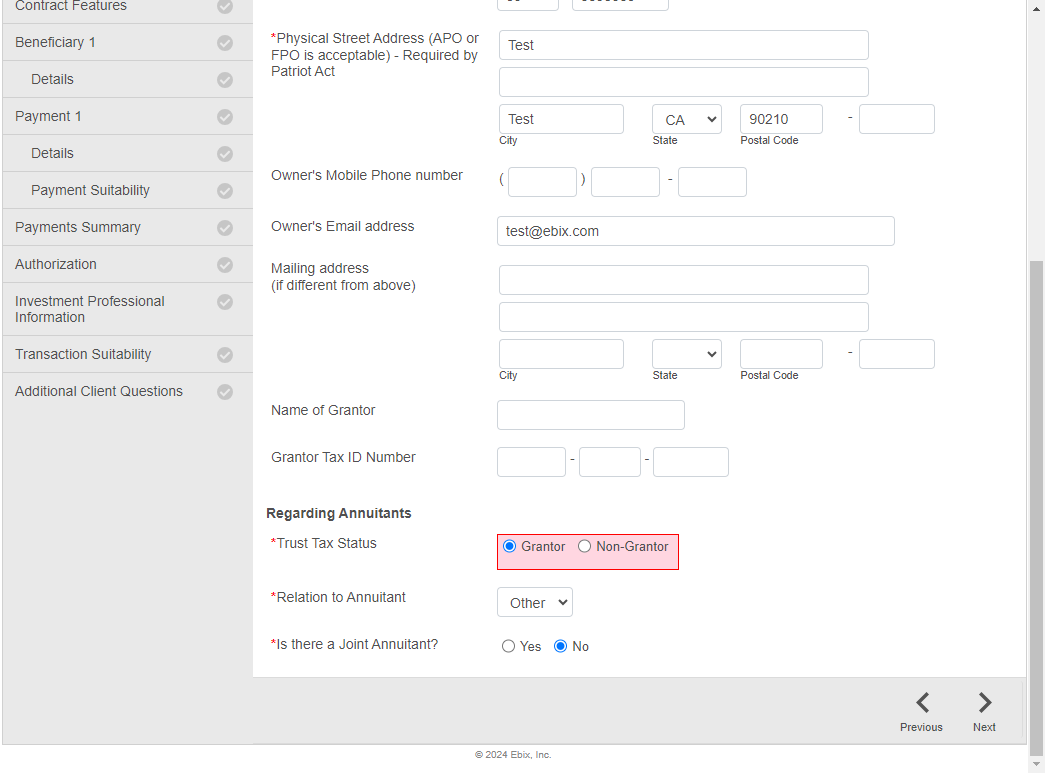 Contract Features
Beneficiary 1
Details
Payment 1
Details
Payment Suitability
Payments Summary
Authorization
Investment Professional
Information
Transaction Suitability
Additional Client Questions
*Physical Street Address (APO or
FPO is acceptable) - Required by
Patriot Act
Test
Test
CA
90210
-
City
State
Postal Code
Owner's Mobile Phone number
( ) -
Owner's Email address
test@ebix.com
Mailing address
(if different from above)
-
City
State
Postal Code
Name of Grantor
Grantor Tax ID Number
- -
Regarding Annuitants
*Trust Tax Status
Grantor Non-Grantor
*Relation to Annuitant
Other
*Is there a Joint Annuitant?
Yes No
Previous
Next
© 2024 Ebix, Inc.